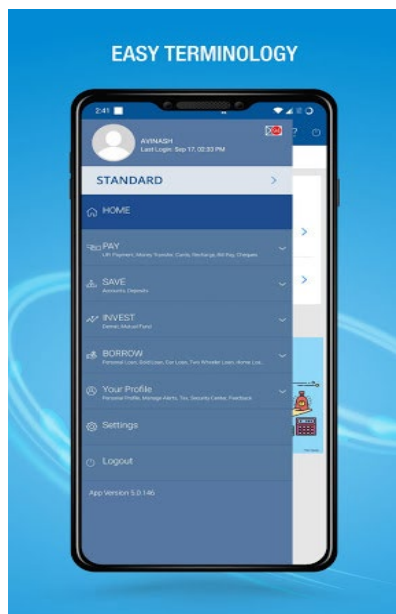 EASY TERMINOLOGY
2:41
AVINASH
Last Login: Sep 17, 02:33 PM
STANDARD
HOME
PAY
UPI Payment, Money Transfer, Cards, Recharge, Bill Pay, Cheques
SAVE
Accounts, Deposits
INVEST
Demat, Mutual Fund
BORROW
Personal Loan, Gold Loan, Car Loan, Two Wheeler Loan, Home Loa...
Your Profile
Personal Profile, Manage Alerts, Tax, Security Center, Feedback
Settings
Logout
App Version 5.0.146